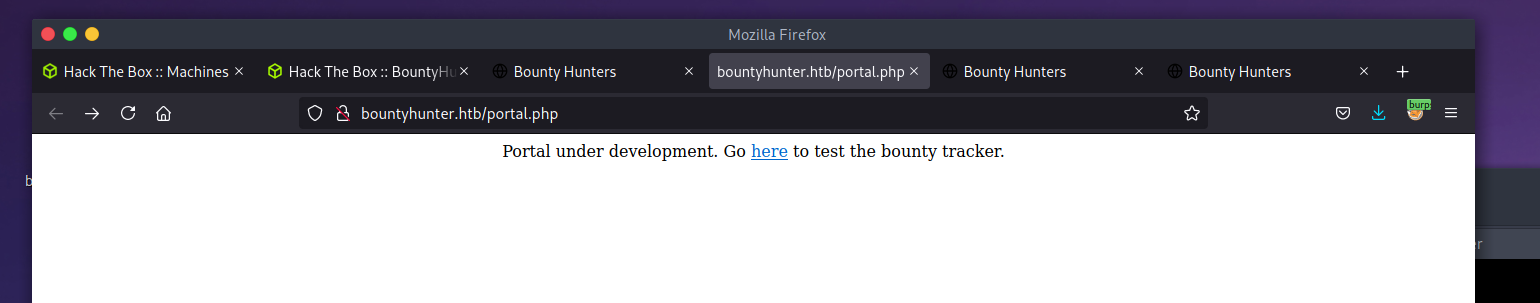 Mozilla Firefox
Hack The Box :: Machines
Hack The Box :: BountyHu
Bounty Hunters
bountyhunter.htb/portal.php
Bounty Hunters
Bounty Hunters
burp
bountyhunter.htb/portal.php
Portal under development. Go here to test the bounty tracker.
b
er